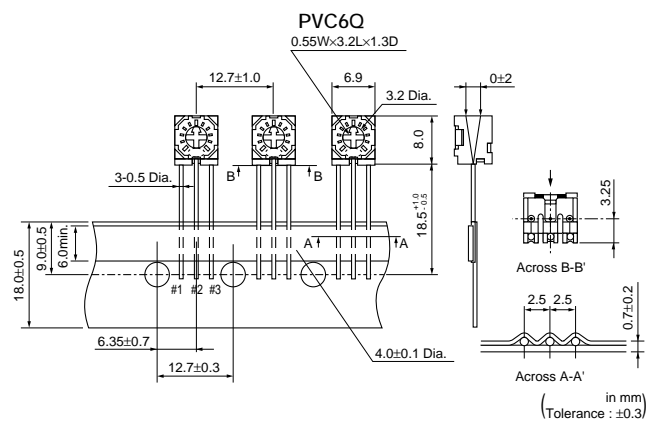 PVC6Q
0.55W×3.2L×1.3D
12.7±1.0
6.9
0±2
3.2 Dia.
8.0
3-0.5 Dia.
B
B
18.5 +1.0 -0.5
3.25
A
A
18.0±0.5
9.0±0.5
6.0min.
Across B-B'
#1
#2
#3
2.5
2.5
0.7±0.2
6.35±0.7
4.0±0.1 Dia.
12.7±0.3
Across A-A'
in mm
(Tolerance : ±0.3)